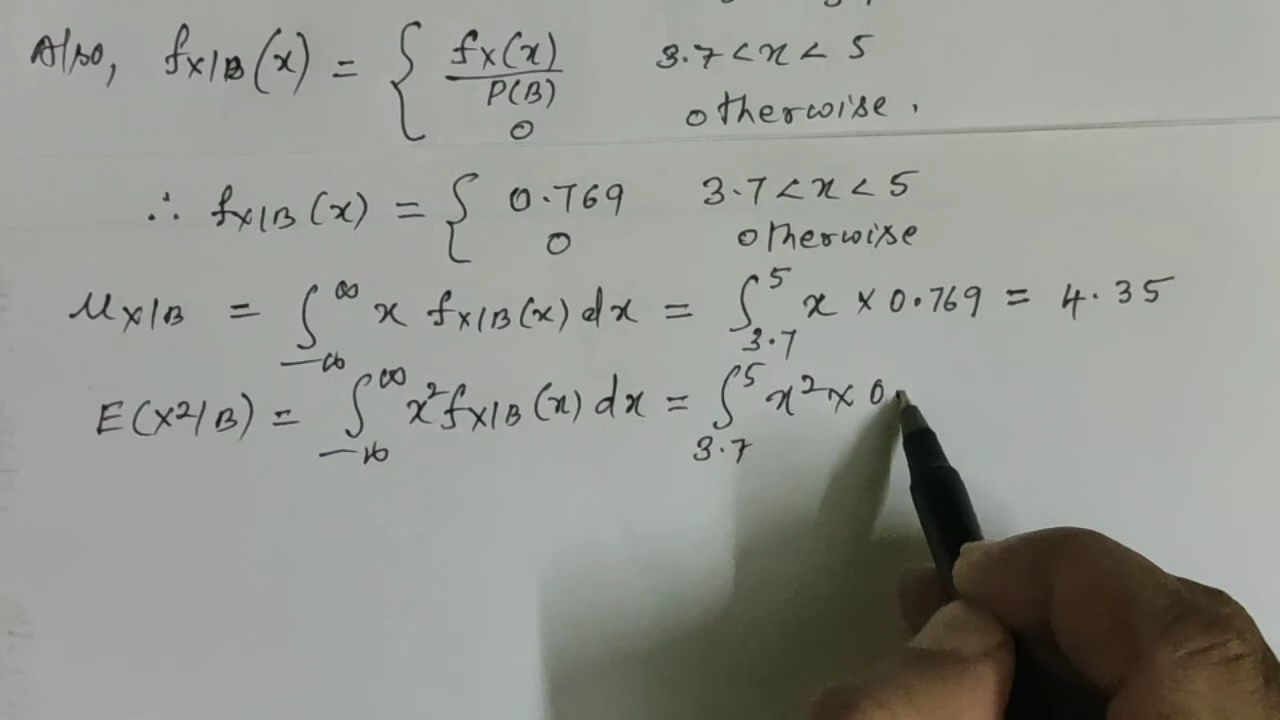 Also, fX|B(x) = { fX(x)/P(B) 3.7 < x < 5
0 otherwise.
∴ fX|B(x) = { 0.769 3.7 < x < 5
0 otherwise
μX|B = ∫_{-∞}^{∞} x fX|B(x) dx = ∫_{3.7}^{5} x × 0.769 = 4.35
E(X2|B) = ∫_{-∞}^{∞} x² fX|B(x) dx = ∫_{3.7}^{5} x² × 0.